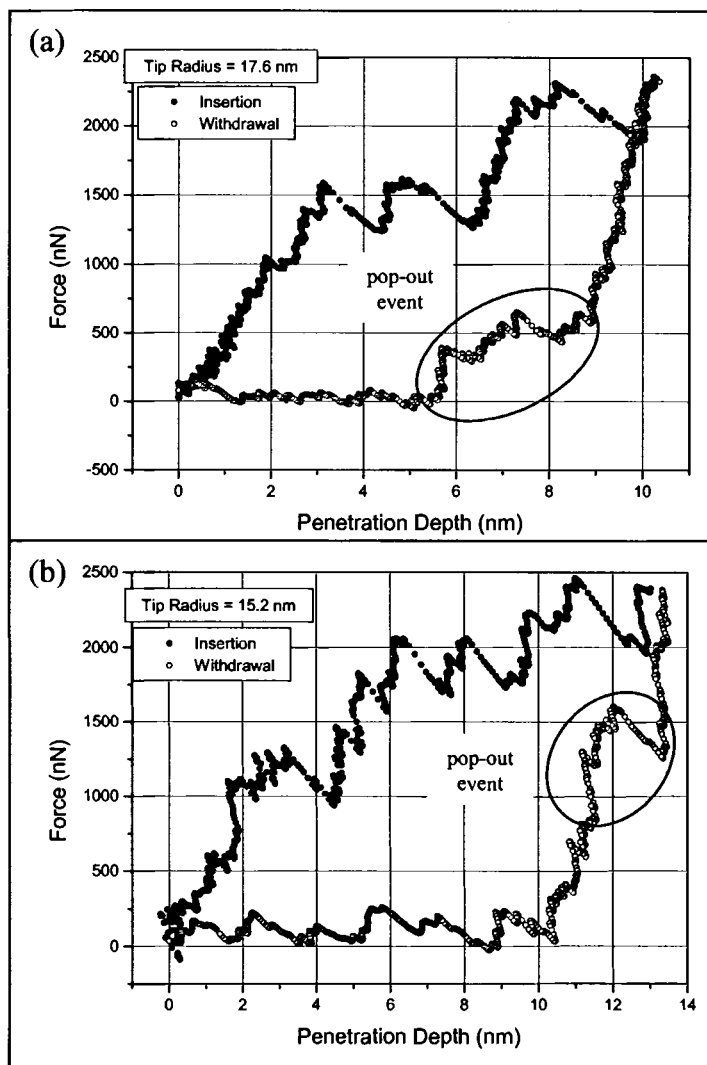 (a)
Tip Radius = 17.6 nm
Insertion
Withdrawal
2500
2000
1500
1000
500
0
-500
Force (nN)
pop-out
event
0 2 4 6 8 10
Penetration Depth (nm)
(b)
Tip Radius = 15.2 nm
Insertion
Withdrawal
2500
2000
1500
1000
500
0
Force (nN)
pop-out
event
0 2 4 6 8 10 12 14
Penetration Depth (nm)